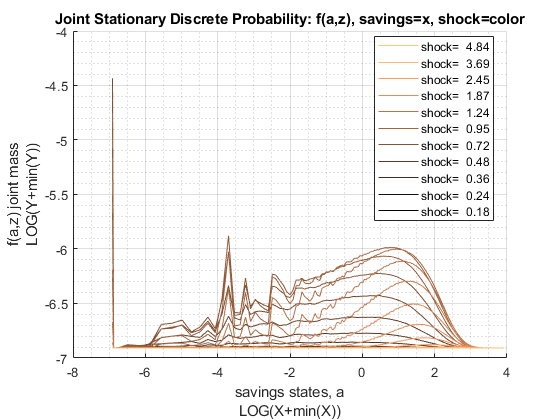 Joint Stationary Discrete Probability: f(a,z), savings=x, shock=color
f(a,z) joint mass
LOG(Y+min(Y))
-4
-4.5
-5
-5.5
-6
-6.5
-7
shock= 4.84
shock= 3.69
shock= 2.45
shock= 1.87
shock= 1.24
shock= 0.95
shock= 0.72
shock= 0.48
shock= 0.36
shock= 0.24
shock= 0.18
-8
-6
-4
-2
0
2
4
savings states, a
LOG(X+min(X))